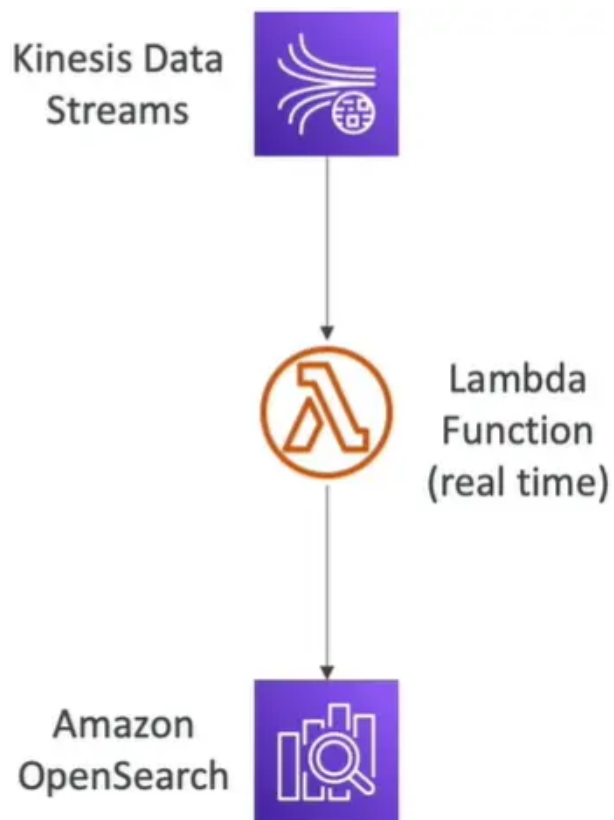 Kinesis Data
Streams
Lambda
Function
(real time)
Amazon
OpenSearch